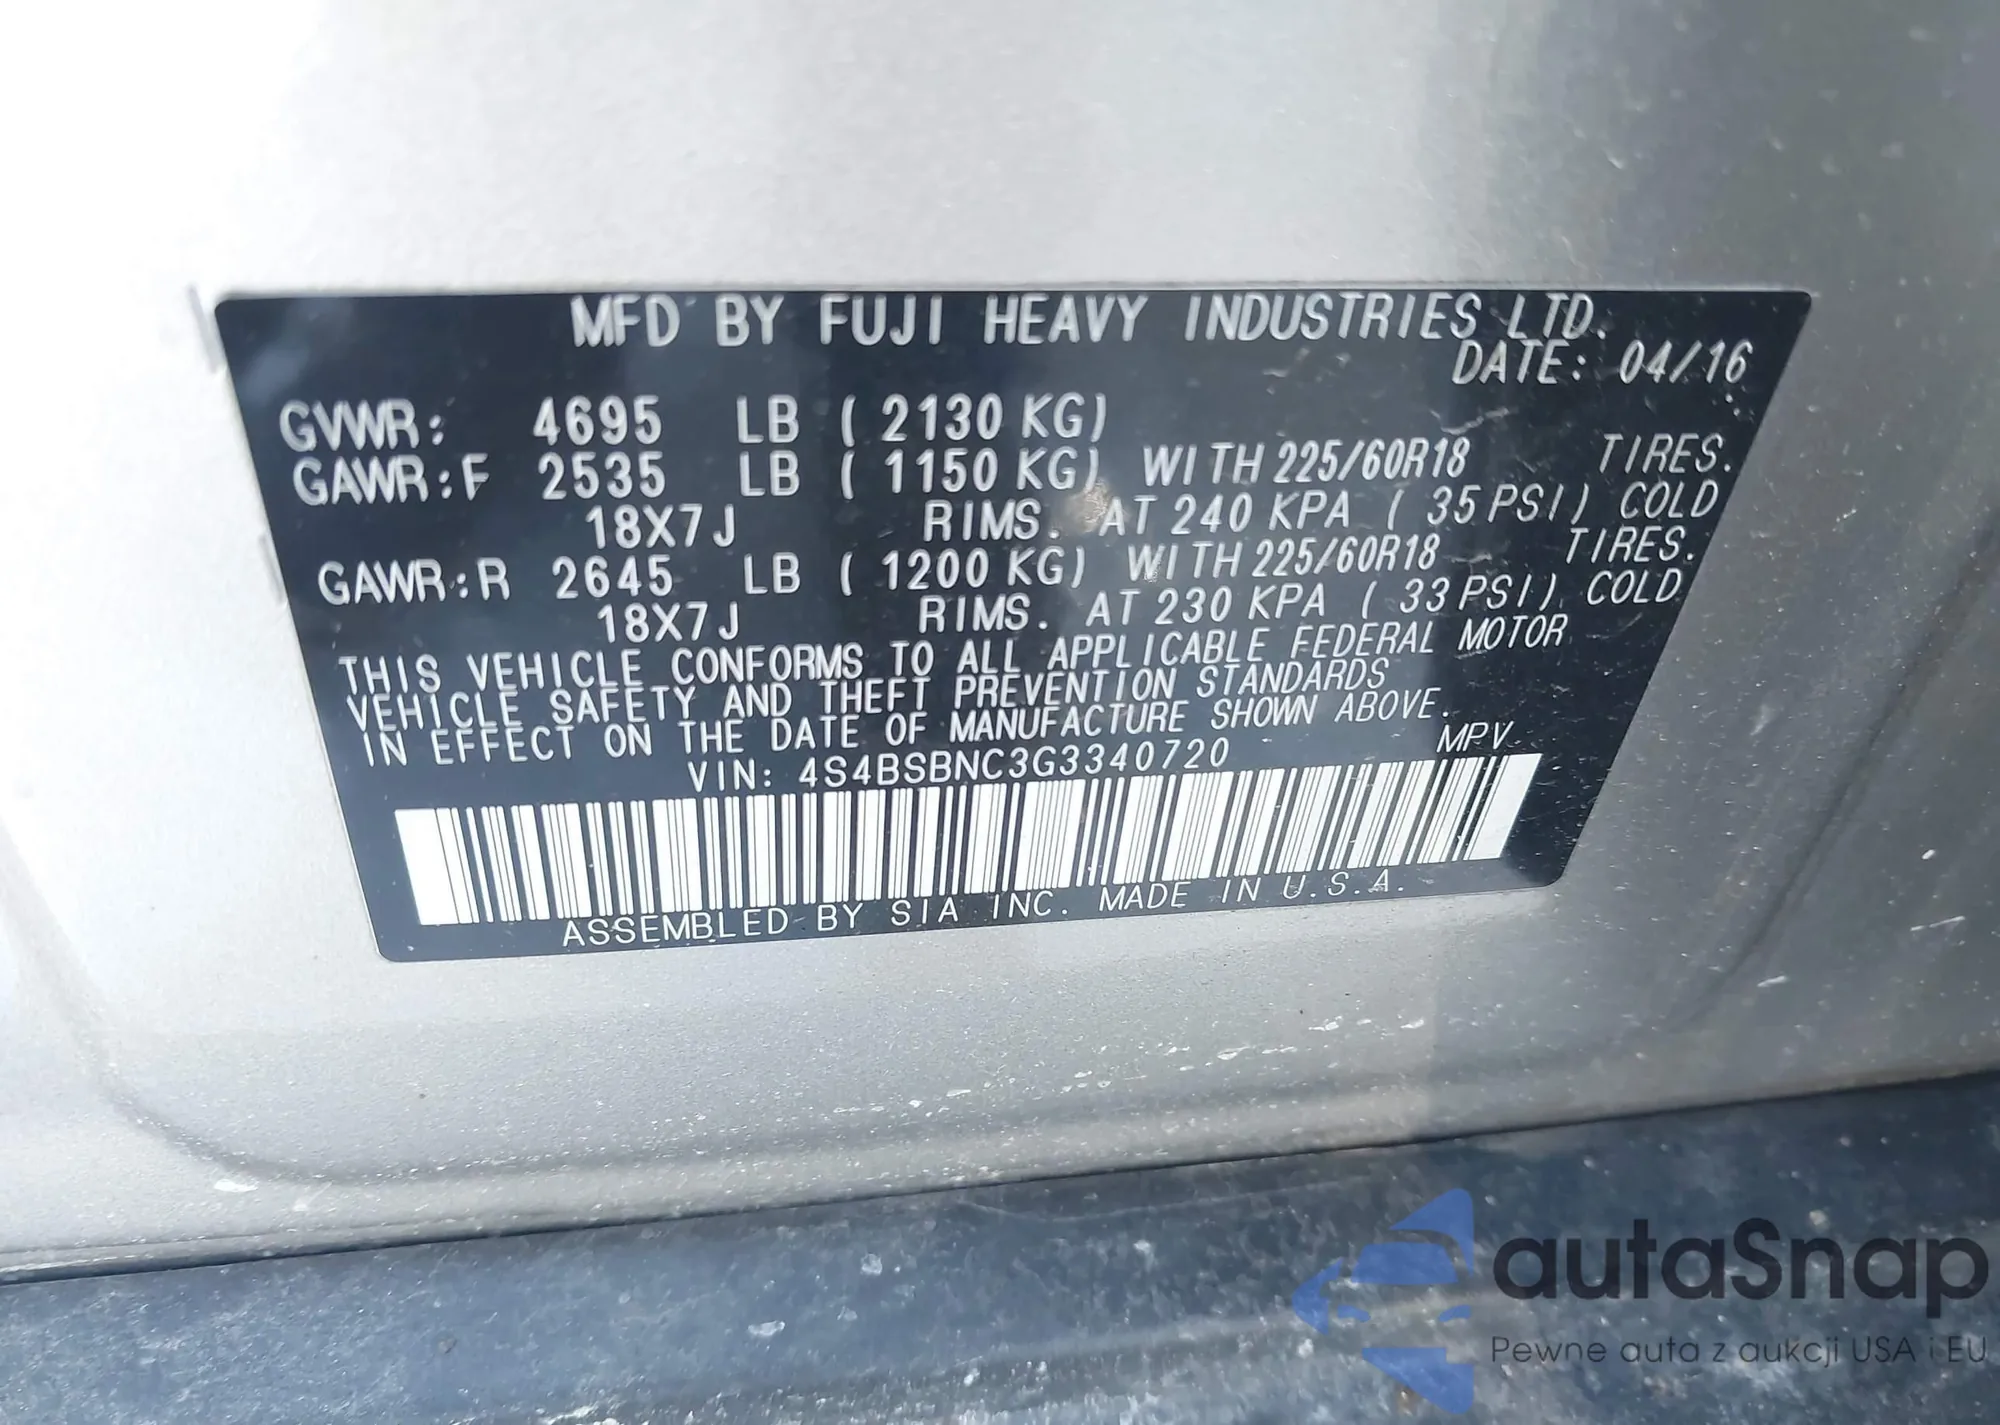 MFD BY FUJI HEAVY INDUSTRIES LTD.
DATE: 04/16
GVWR: 4695 LB ( 2130 KG)
GAWR:F 2535 LB ( 1150 KG) WITH 225/60R18 TIRES.
18X7J RIMS. AT 240 KPA ( 35 PSI) COLD
GAWR:R 2645 LB ( 1200 KG) WITH 225/60R18 TIRES.
18X7J RIMS. AT 230 KPA ( 33 PSI) COLD
THIS VEHICLE CONFORMS TO ALL APPLICABLE FEDERAL MOTOR
VEHICLE SAFETY AND THEFT PREVENTION STANDARDS
IN EFFECT ON THE DATE OF MANUFACTURE SHOWN ABOVE.
VIN: 4S4BSBNC3G3340720 MPV
ASSEMBLED BY SIA INC. MADE IN U.S.A.
autaSnap
Pewne auta z aukcji USA i EU